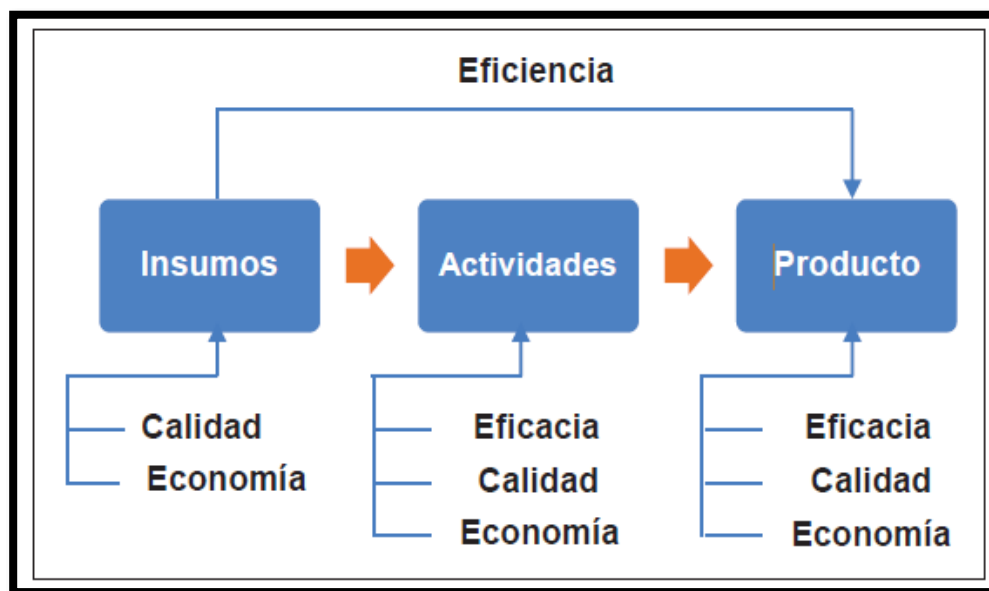 Eficiencia
Insumos
Actividades
Producto
Calidad
Economía
Eficacia
Calidad
Economía
Eficacia
Calidad
Economía